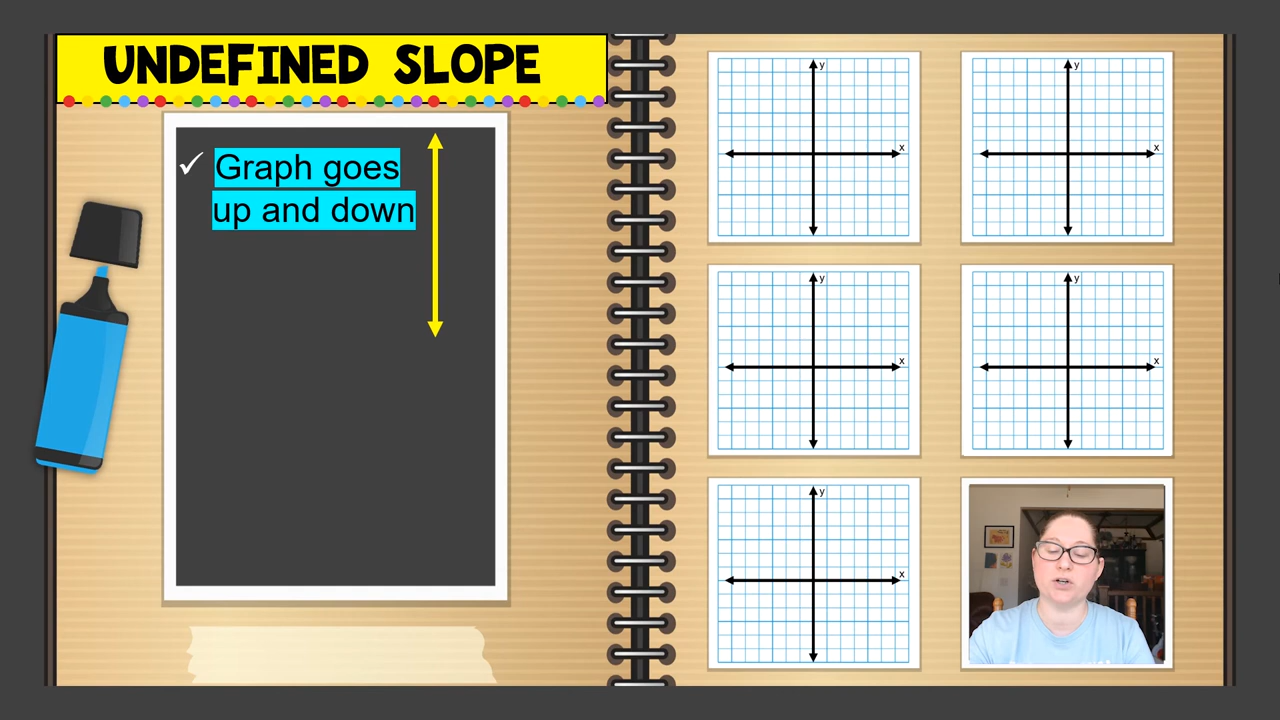 UNDEFINED SLOPE
✓ Graph goes
up and down
y
x
y
x
y
x
y
x
y
x